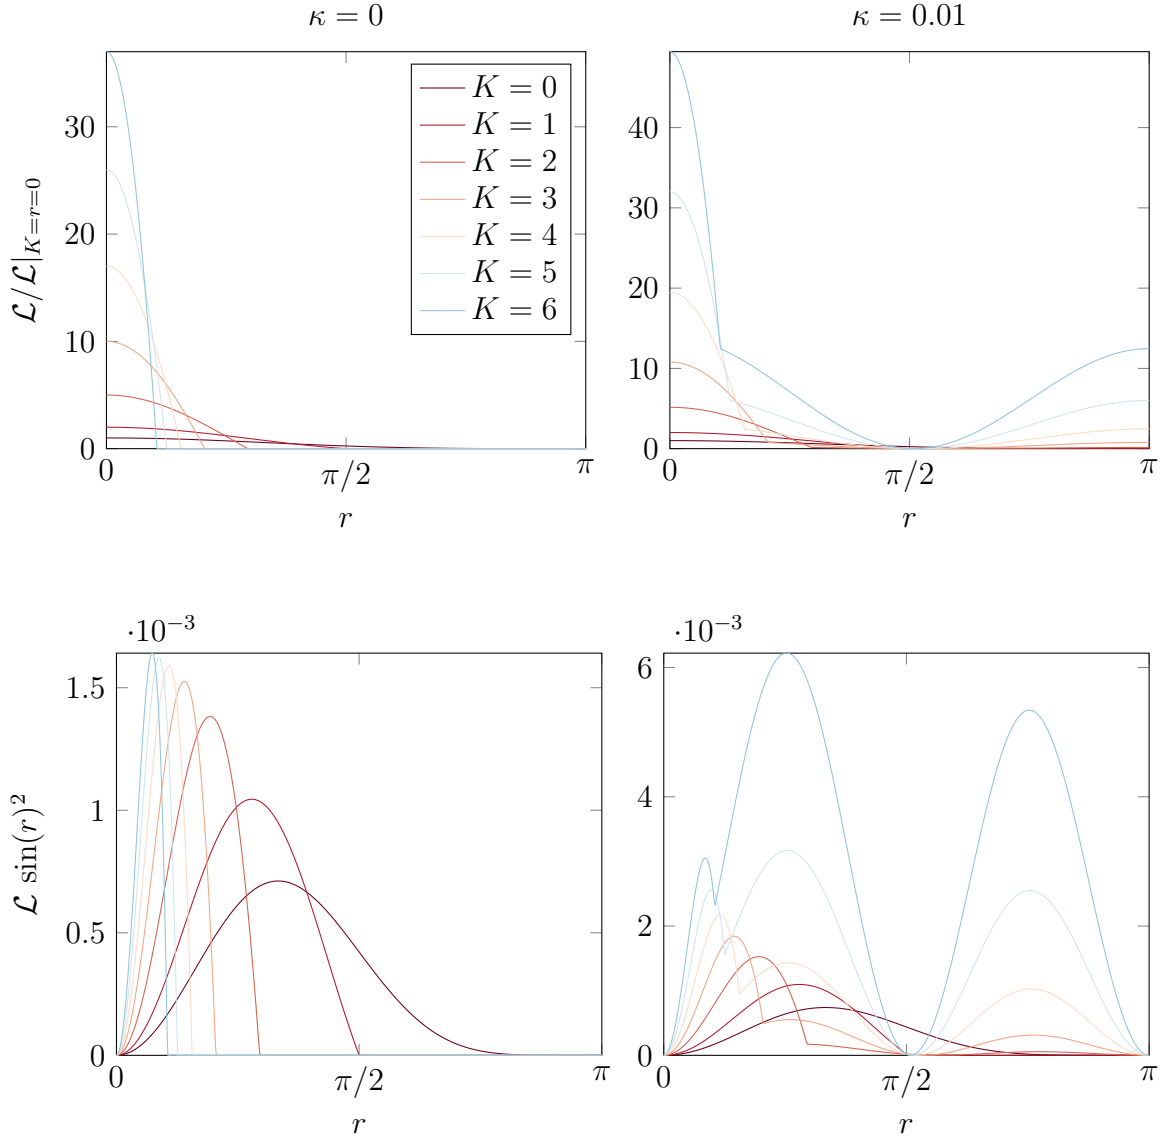 κ = 0
κ = 0.01
ℒ/ℒ|_{K=r=0}
30
20
10
0
0
π/2
π
r
K = 0
K = 1
K = 2
K = 3
K = 4
K = 5
K = 6
40
30
20
10
0
0
π/2
π
r
ℒ sin(r)²
·10⁻³
1.5
1
0.5
0
0
π/2
π
r
·10⁻³
6
4
2
0
0
π/2
π
r